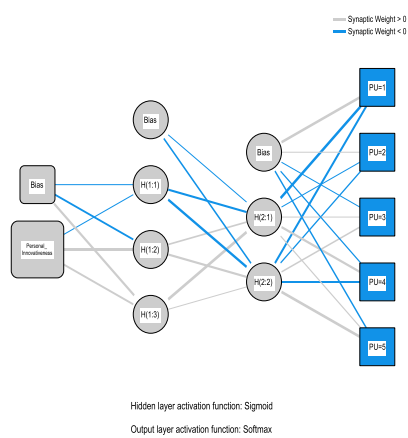 Synaptic Weight > 0
Synaptic Weight < 0
PU=1
Bias
Bias
PU=2
Bias
H(1:1)
H(2:1)
PU=3
Personal_
Innovativeness
H(1:2)
H(2:2)
PU=4
H(1:3)
PU=5
Hidden layer activation function: Sigmoid
Output layer activation function: Softmax